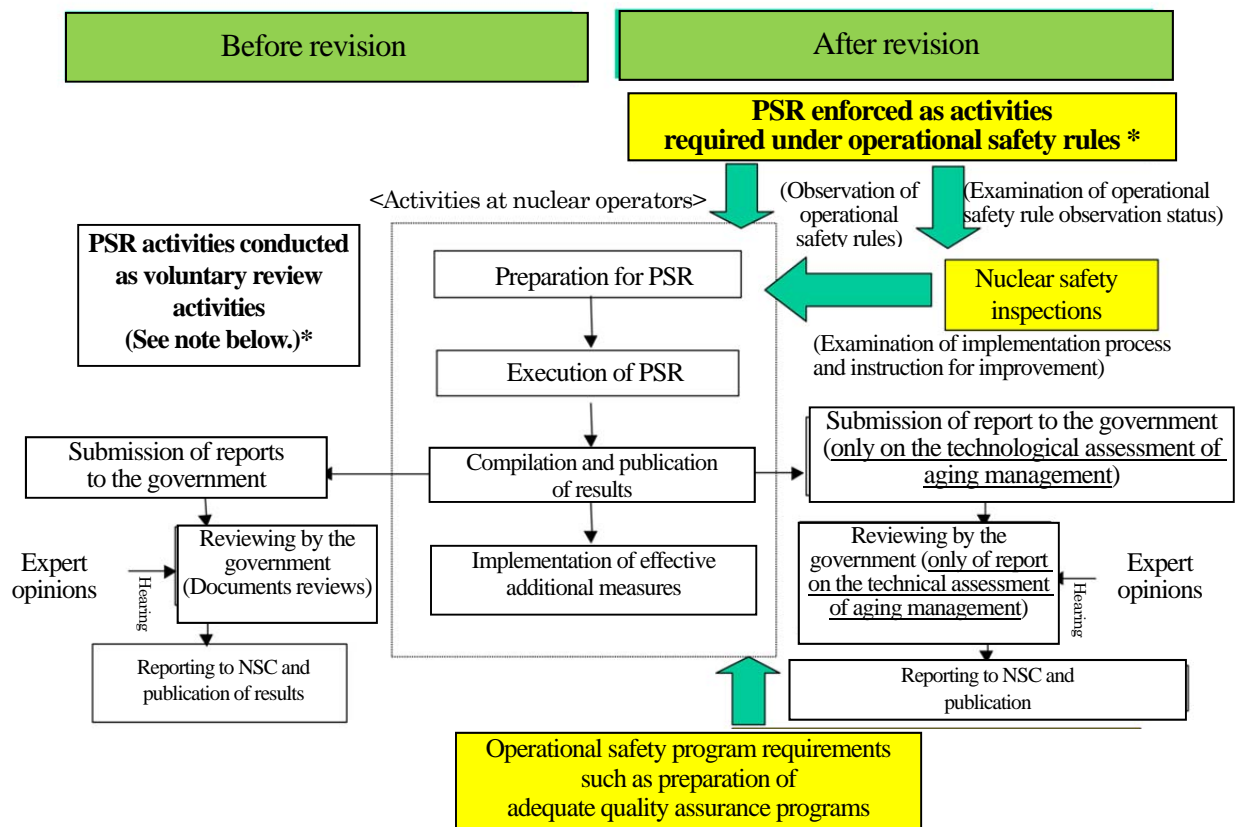 Before revision
After revision
PSR enforced as activities
required under operational safety rules *
<Activities at nuclear operators>
(Observation of
operational
safety rules)
(Examination of operational
safety rule observation status)
PSR activities conducted
as voluntary review
activities
(See note below.)*
Preparation for PSR
Nuclear safety
inspections
(Examination of implementation process
and instruction for improvement)
Execution of PSR
Submission of reports
to the government
Compilation and publication
of results
Submission of report to the government
(only on the technological assessment of
aging management)
Expert
opinions
Hearing
Reviewing by the
government
(Documents reviews)
Implementation of effective
additional measures
Reviewing by the
government (only of report
on the technical assessment
of aging management)
Hearing
Expert
opinions
Reporting to NSC and
publication of results
Reporting to NSC and
publication
Operational safety program requirements
such as preparation of
adequate quality assurance programs